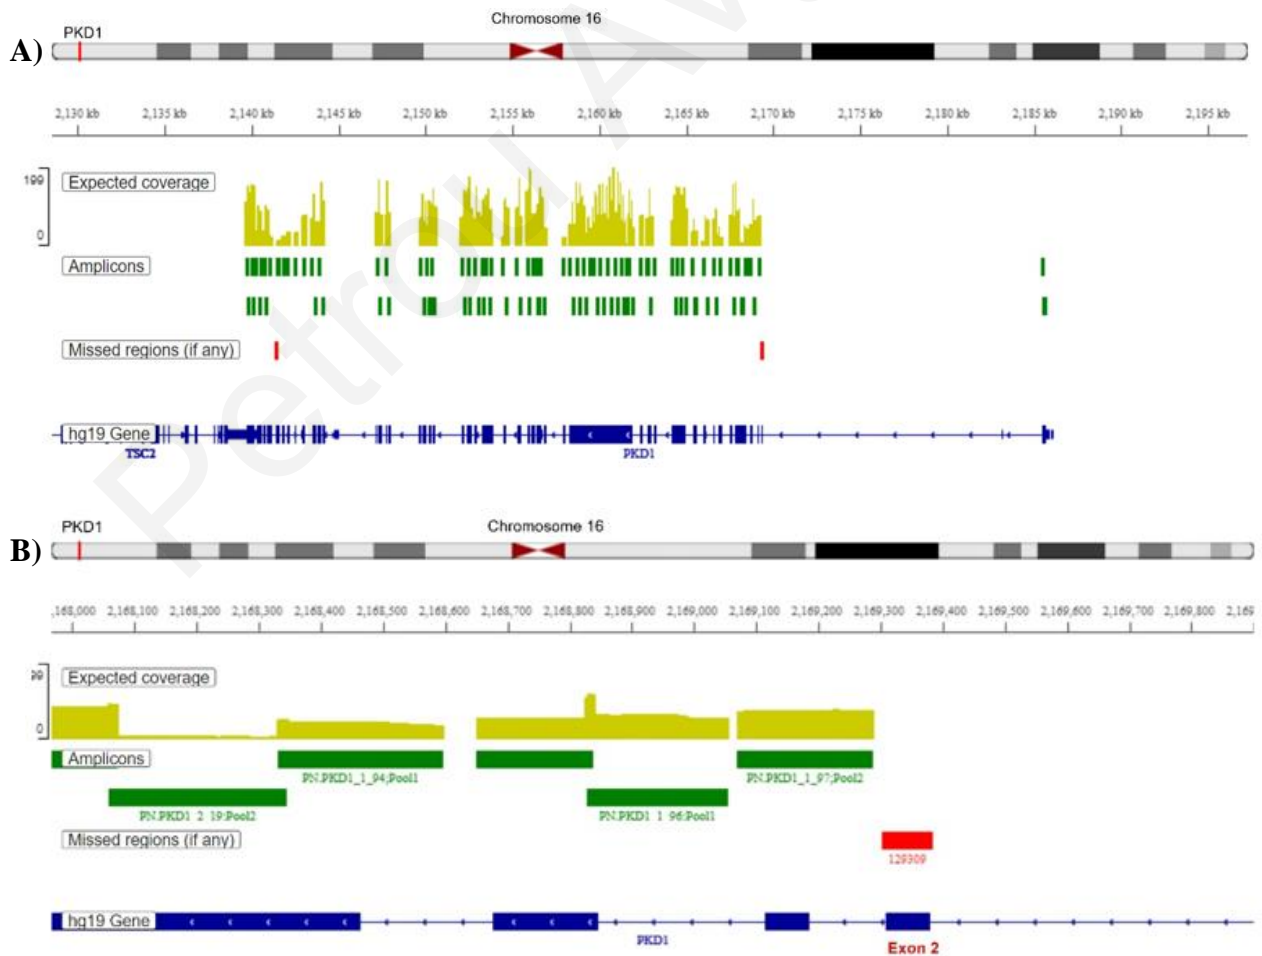 Chromosome 16
PKD1
A)
2,130 kb 2,135 kb 2,140 kb 2,145 kb 2,150 kb 2,155 kb 2,160 kb 2,165 kb 2,170 kb 2,175 kb 2,180 kb 2,185 kb 2,190 kb 2,195 kb
199
Expected coverage
0
Amplicons
Missed regions (if any)
hg19 Gene
TSC2 PKD1
PKD1 Chromosome 16
B)
,168,000 2,168,100 2,168,200 2,168,300 2,168,400 2,168,500 2,168,600 2,168,700 2,168,800 2,168,900 2,169,000 2,169,100 2,169,200 2,169,300 2,169,400 2,169,500 2,169,600 2,169,700 2,169,800 2,169
99
Expected coverage
0
Amplicons
PN.PKD1_1_94;Pool1 PN.PKD1_1_97;Pool2
PN.PKD1_2_19;Pool2 PN.PKD1_1_96;Pool1
Missed regions (if any)
129309
hg19 Gene
PKD1
Exon 2
Petrou